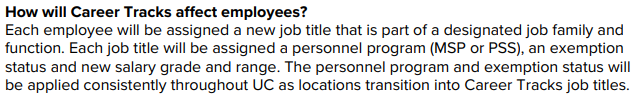 How will Career Tracks affect employees?
Each employee will be assigned a new job title that is part of a designated job family and
function. Each job title will be assigned a personnel program (MSP or PSS), an exemption
status and new salary grade and range. The personnel program and exemption status will
be applied consistently throughout UC as locations transition into Career Tracks job titles.